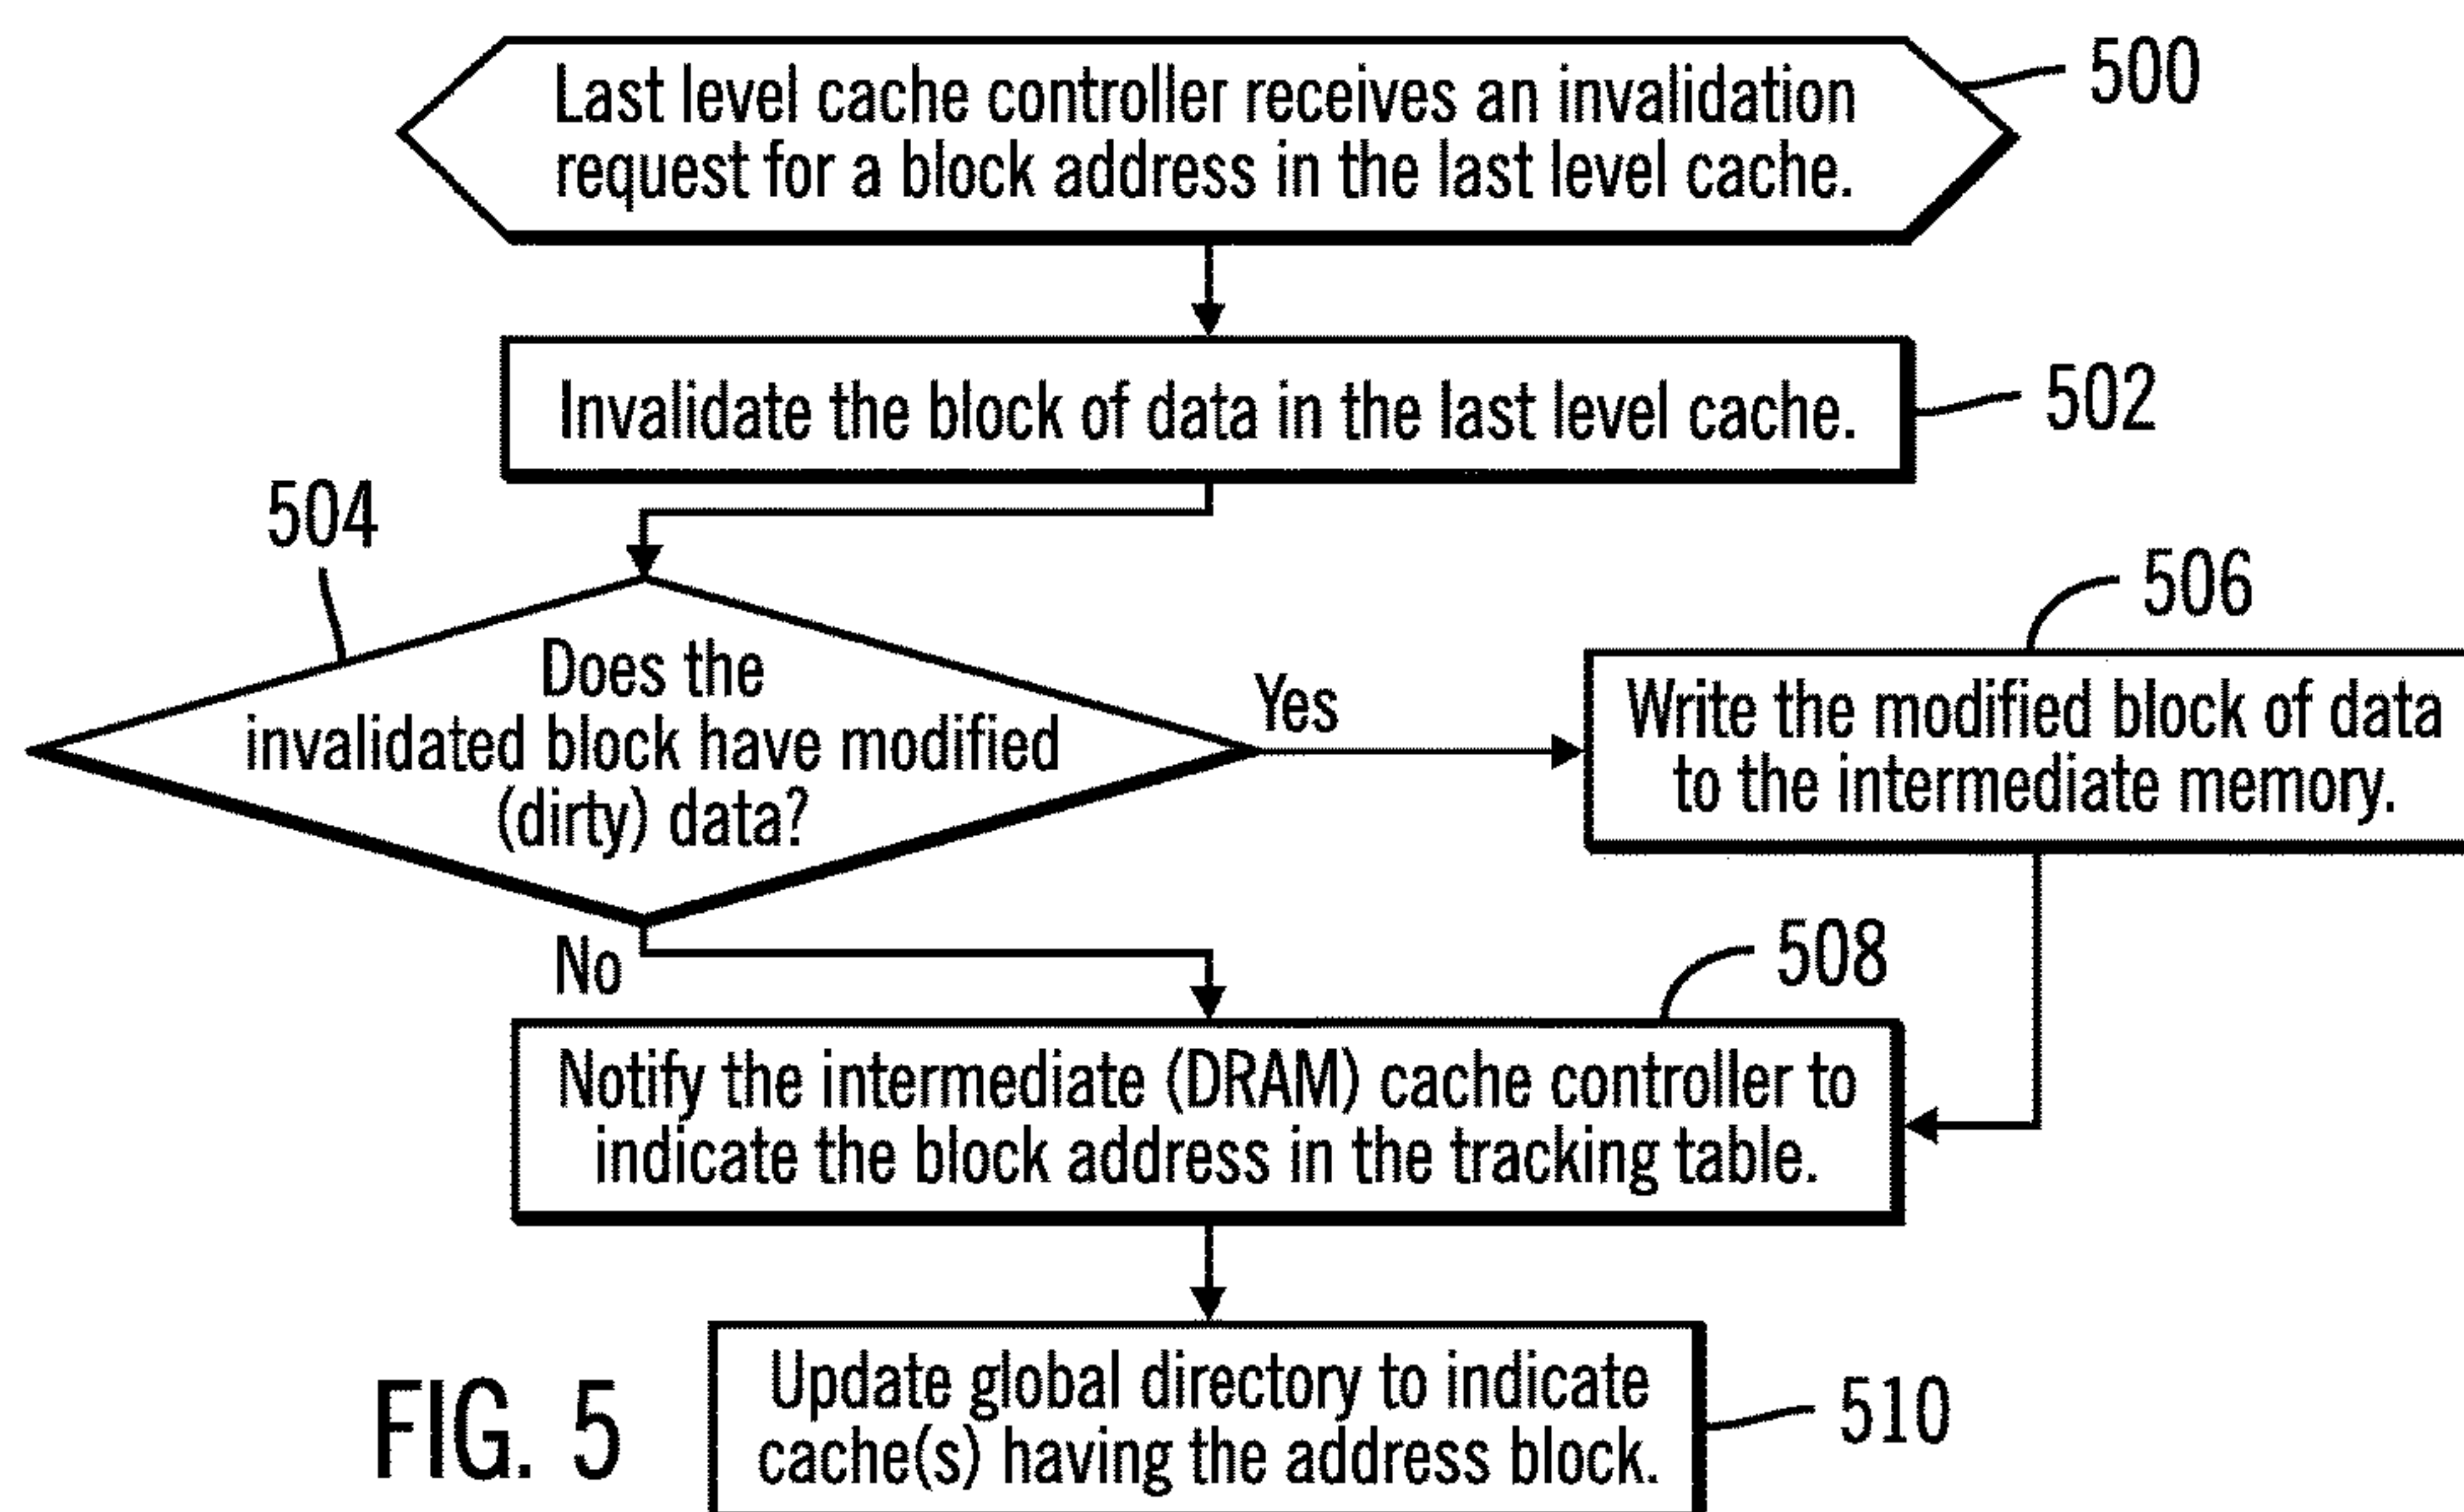 Last level cache controller receives an invalidation
request for a block address in the last level cache.
500
Invalidate the block of data in the last level cache.
502
504
Does the
invalidated block have modified
(dirty) data?
Yes
506
Write the modified block of data
to the intermediate memory.
No
508
Notify the intermediate (DRAM) cache controller to
indicate the block address in the tracking table.
Update global directory to indicate
cache(s) having the address block.
510
FIG. 5